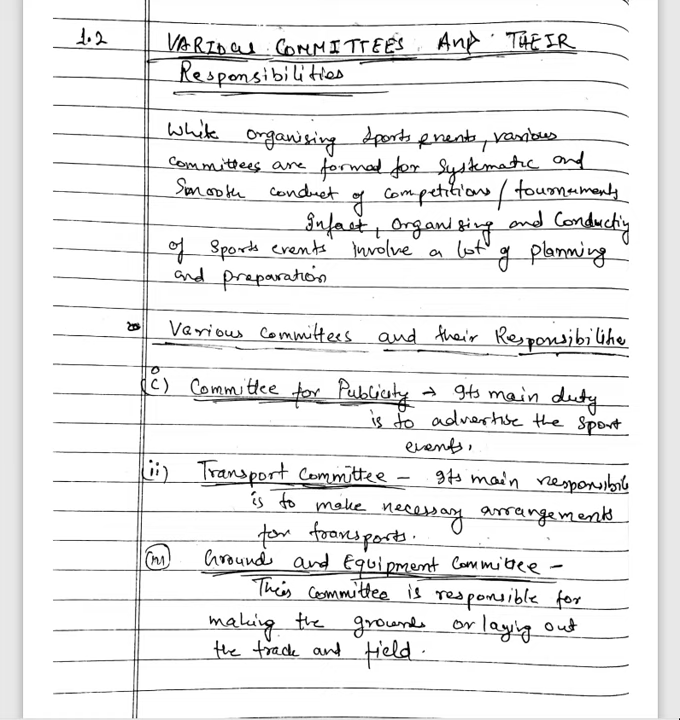 1.2 VARIOUS COMMITTEES AND THEIR
Responsibilities
While organising sports events, various
committees are formed for systematic and
Smooth conduct of competitions / tournaments
Infact, organising and Conducting
of sports events involve a lot of planning
and preparation
Various Committees and their Responsibilitie
(i) Committee for Publicity → Its main duty
is to advertise the sport
events.
(ii) Transport Committee - Its main responsibili
is to make necessary arrangements
for transports.
(iii) Ground and Equipment Committee -
This committee is responsible for
making the grounds or laying out
the track and field.